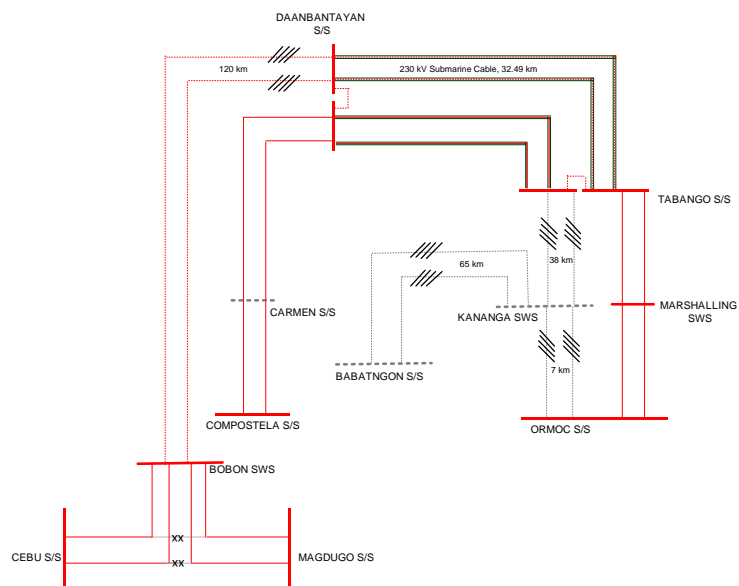 DAANBANTAYAN
S/S
120 km
230 kV Submarine Cable, 32.49 km
TABANGO S/S
65 km
38 km
CARMEN S/S
KANANGA SWS
MARSHALLING
SWS
BABATNGON S/S
7 km
COMPOSTELA S/S
ORMOC S/S
BOBON SWS
XX
CEBU S/S
XX
MAGDUGO S/S